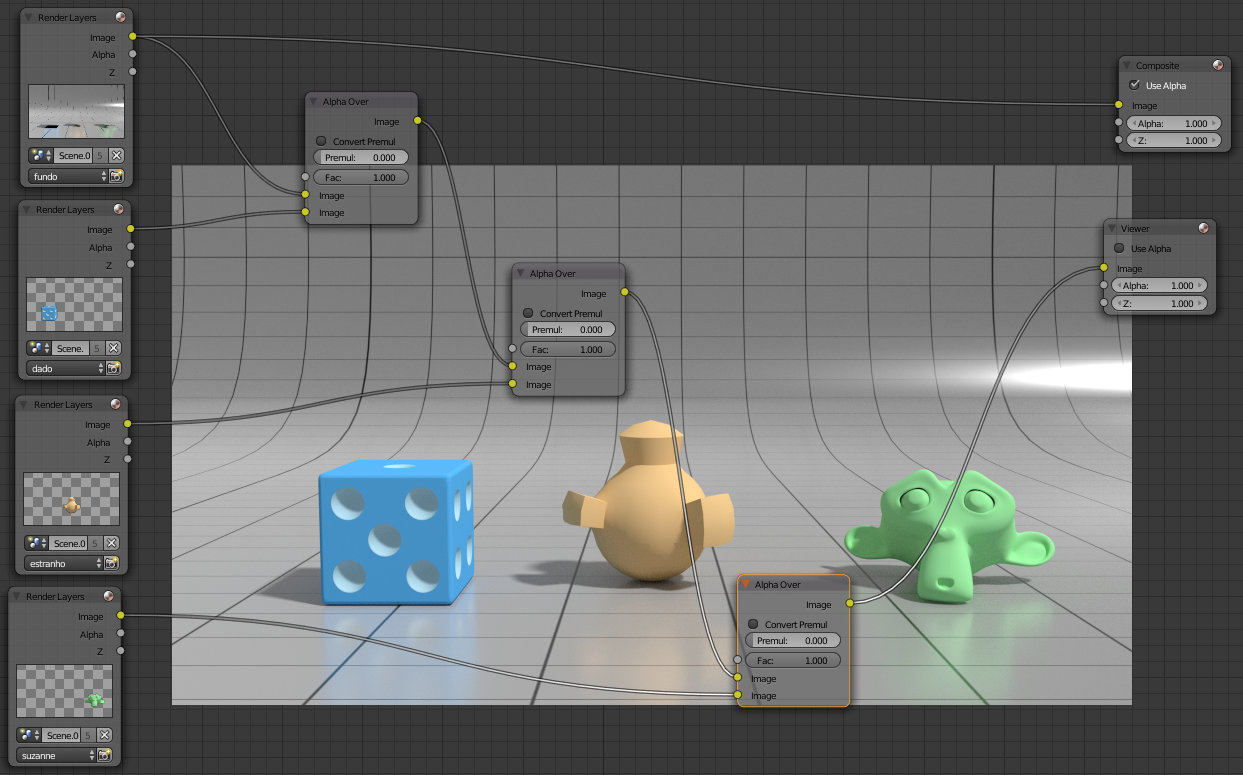 Render Layers
Image
Alpha
Z
Scene.0 5
fundo
Render Layers
Image
Alpha
Z
Scene. 5
dado
Render Layers
Image
Alpha
Z
Scene.0 5
estranho
Render Layers
Image
Alpha
Z
Scene.0 5
suzanne
Alpha Over
Image
Convert Premul
Premul: 0.000
Fac: 1.000
Image
Image
Alpha Over
Image
Convert Premul
Premul: 0.000
Fac: 1.000
Image
Image
Alpha Over
Image
Convert Premul
Premul: 0.000
Fac: 1.000
Image
Image
Composite
Use Alpha
Image
Alpha: 1.000
Z: 1.000
Viewer
Use Alpha
Image
Alpha: 1.000
Z: 1.000